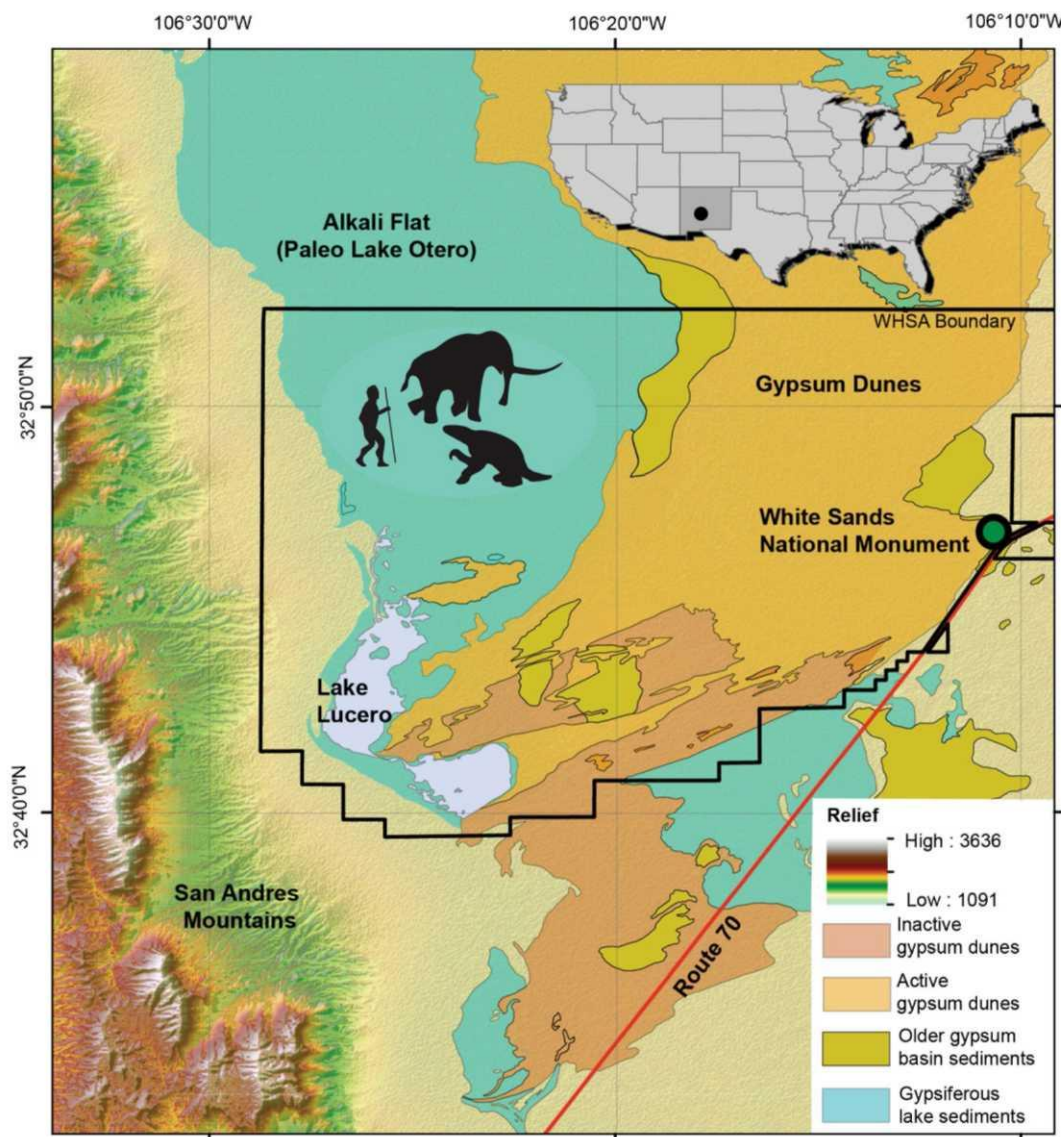 106°30'0"W
106°20'0"W
106°10'0"W
Alkali Flat
(Paleo Lake Otero)
WHSA Boundary
32°50'0"N
Gypsum Dunes
White Sands
National Monument
Lake
Lucero
32°40'0"N
San Andres
Mountains
Route 70
Relief
High : 3636
Low : 1091
Inactive
gypsum dunes
Active
gypsum dunes
Older gypsum
basin sediments
Gypsiferous
lake sediments